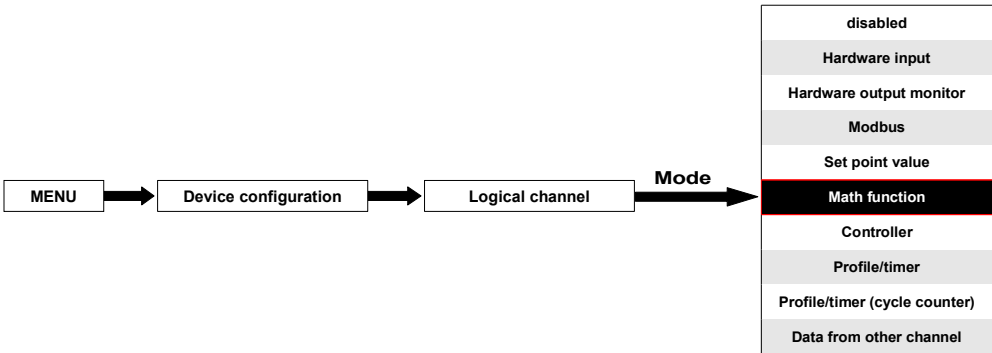 disabled
Hardware input
Hardware output monitor
Modbus
Set point value
MENU
Device configuration
Logical channel
Mode
Math function
Controller
Profile/timer
Profile/timer (cycle counter)
Data from other channel